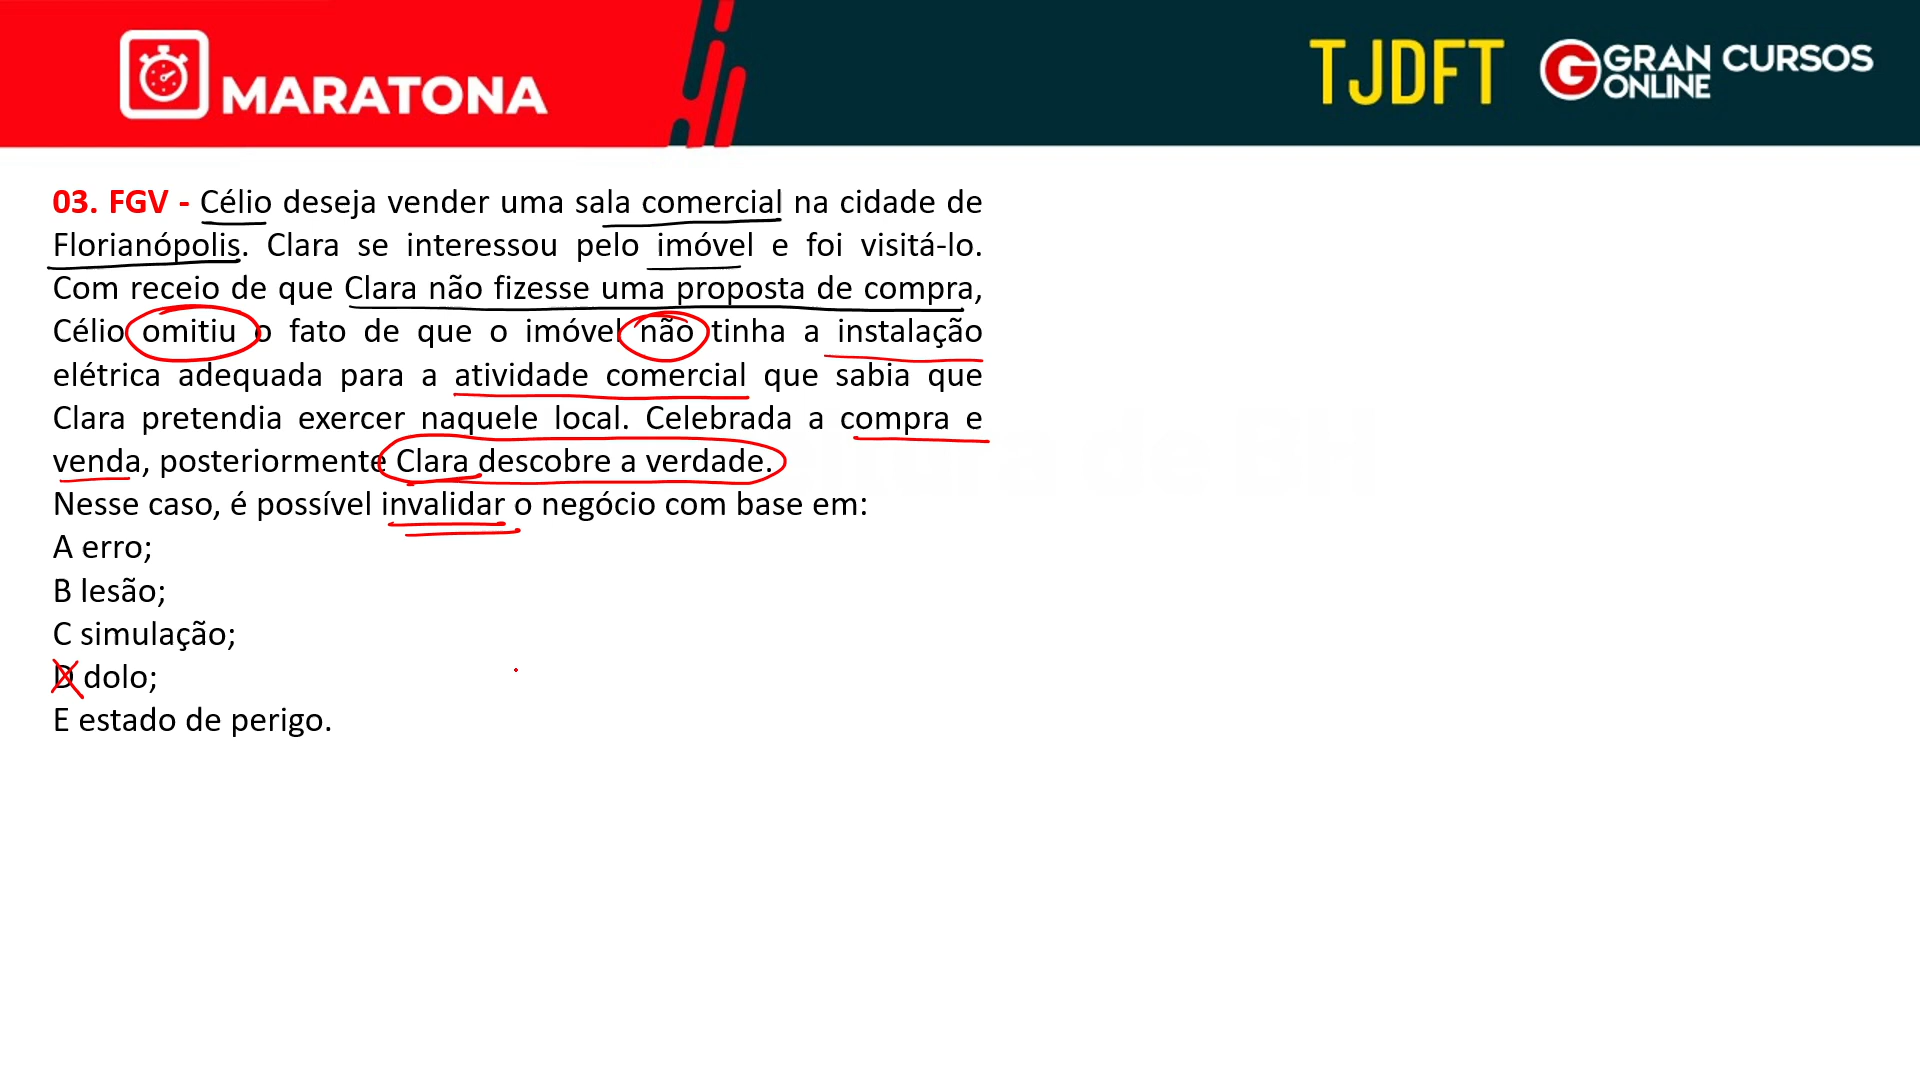 MARATONA
TJDFT
GRAN CURSOS
ONLINE
03. FGV - Célio deseja vender uma sala comercial na cidade de
Florianópolis. Clara se interessou pelo imóvel e foi visitá-lo.
Com receio de que Clara não fizesse uma proposta de compra,
Célio omitiu o fato de que o imóvel não tinha a instalação
elétrica adequada para a atividade comercial que sabia que
Clara pretendia exercer naquele local. Celebrada a compra e
venda, posteriormente Clara descobre a verdade.
Nesse caso, é possível invalidar o negócio com base em:
A erro;
B lesão;
C simulação;
D dolo;
E estado de perigo.